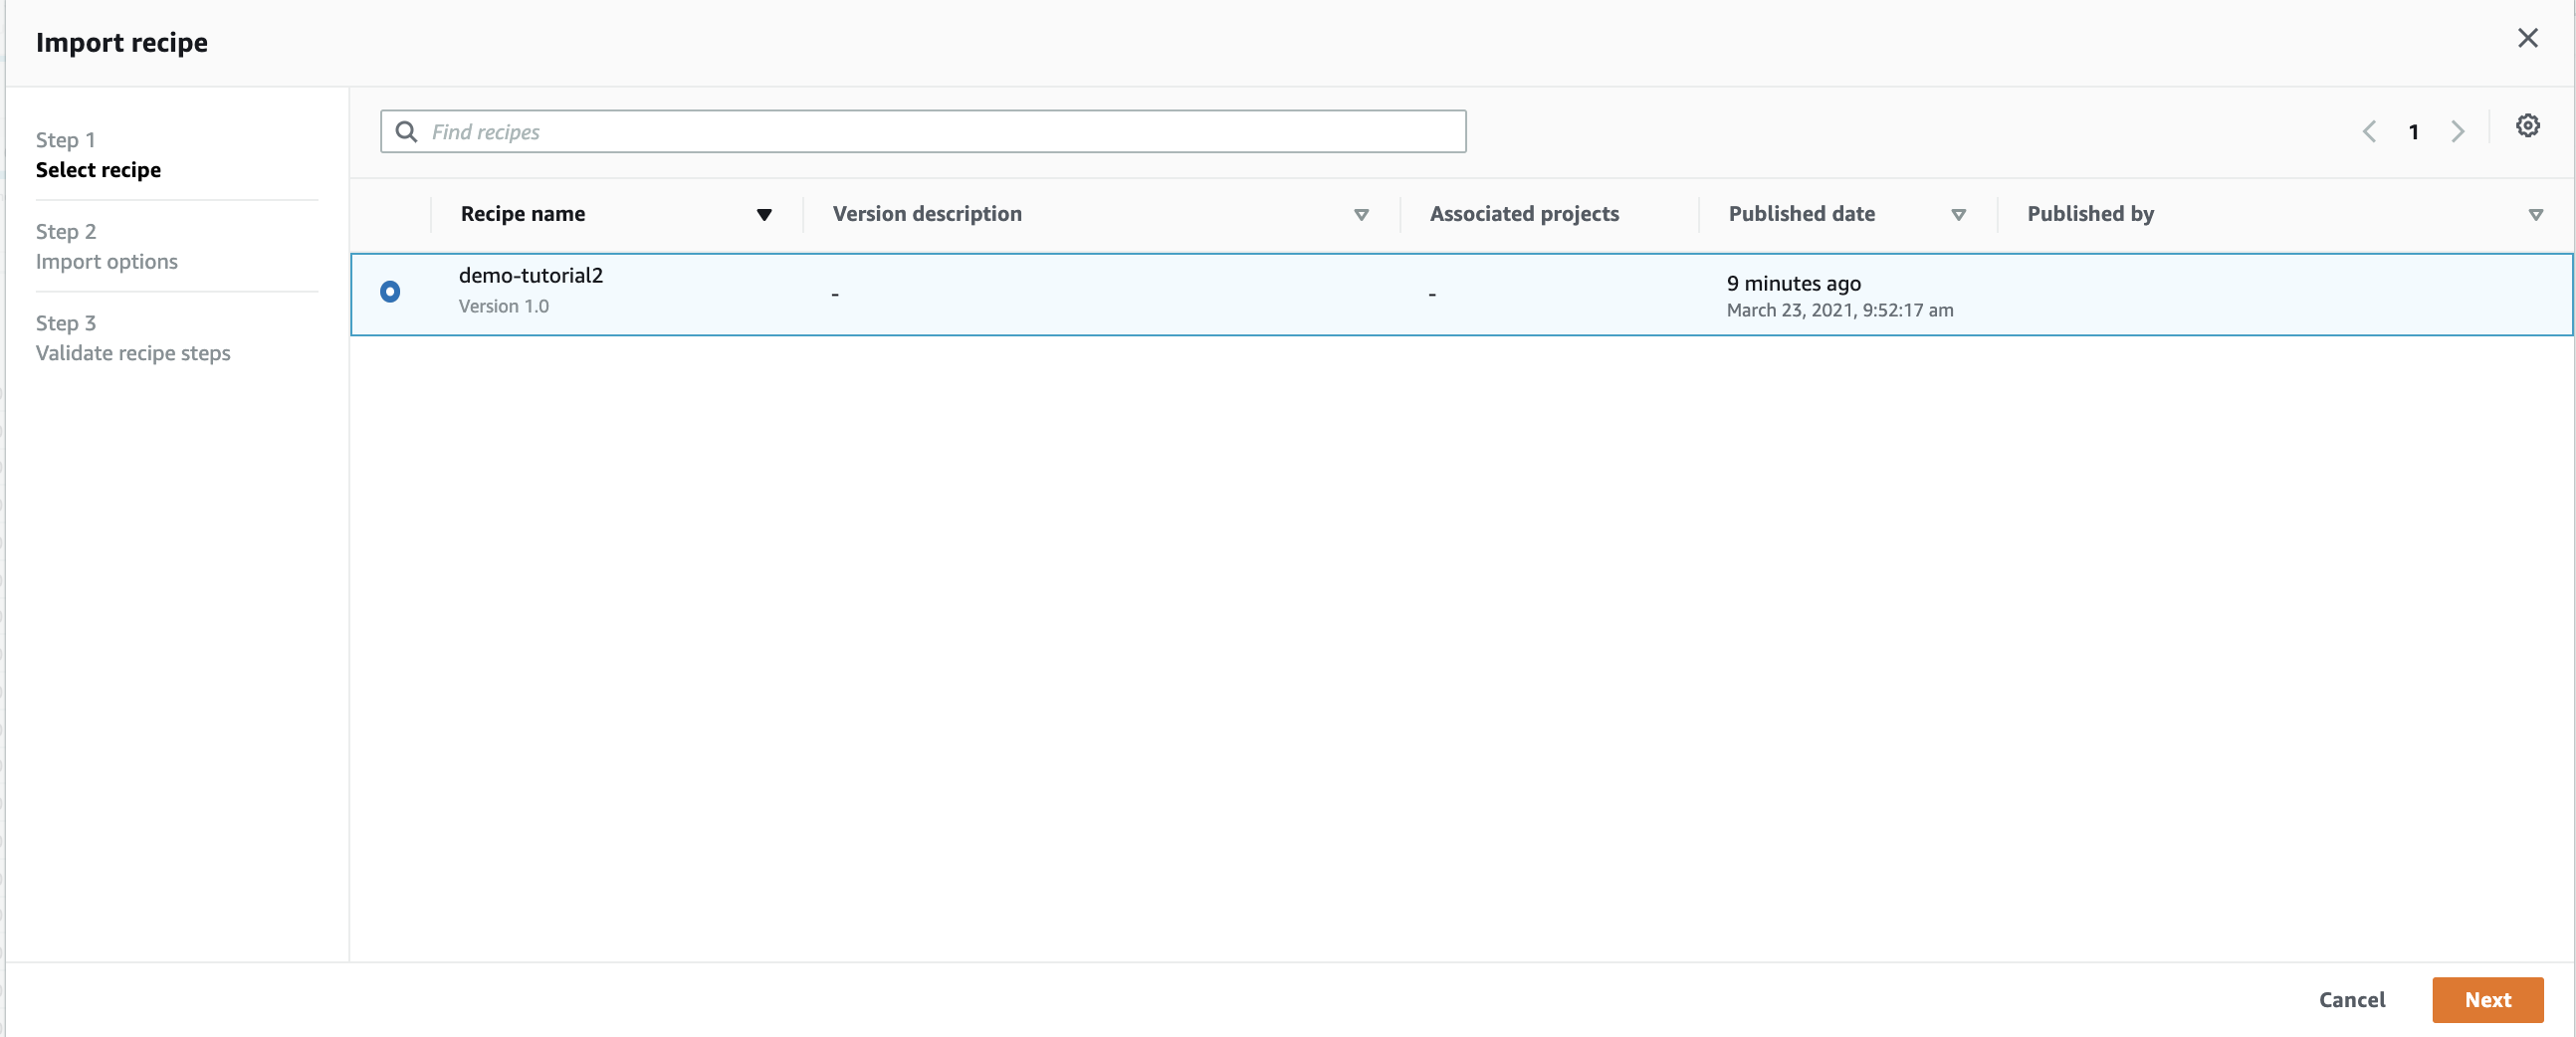 Import recipe
Step 1
Select recipe
Step 2
Import options
Step 3
Validate recipe steps
Find recipes
1
Recipe name
Version description
Associated projects
Published date
Published by
demo-tutorial2
Version 1.0
-
-
9 minutes ago
March 23, 2021, 9:52:17 am
Cancel
Next